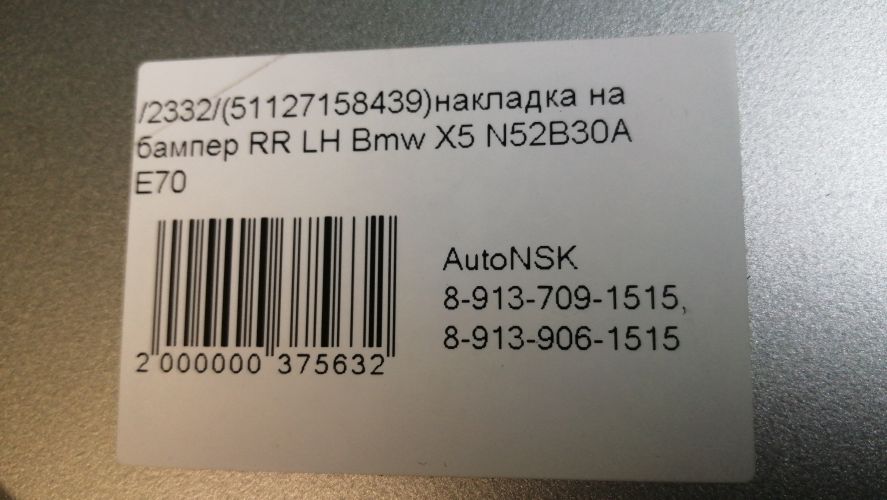 /2332/(51127158439)накладка на
бампер RR LH Bmw X5 N52B30A
E70
AutoNSK
8-913-709-1515,
8-913-906-1515
2 000000 375632